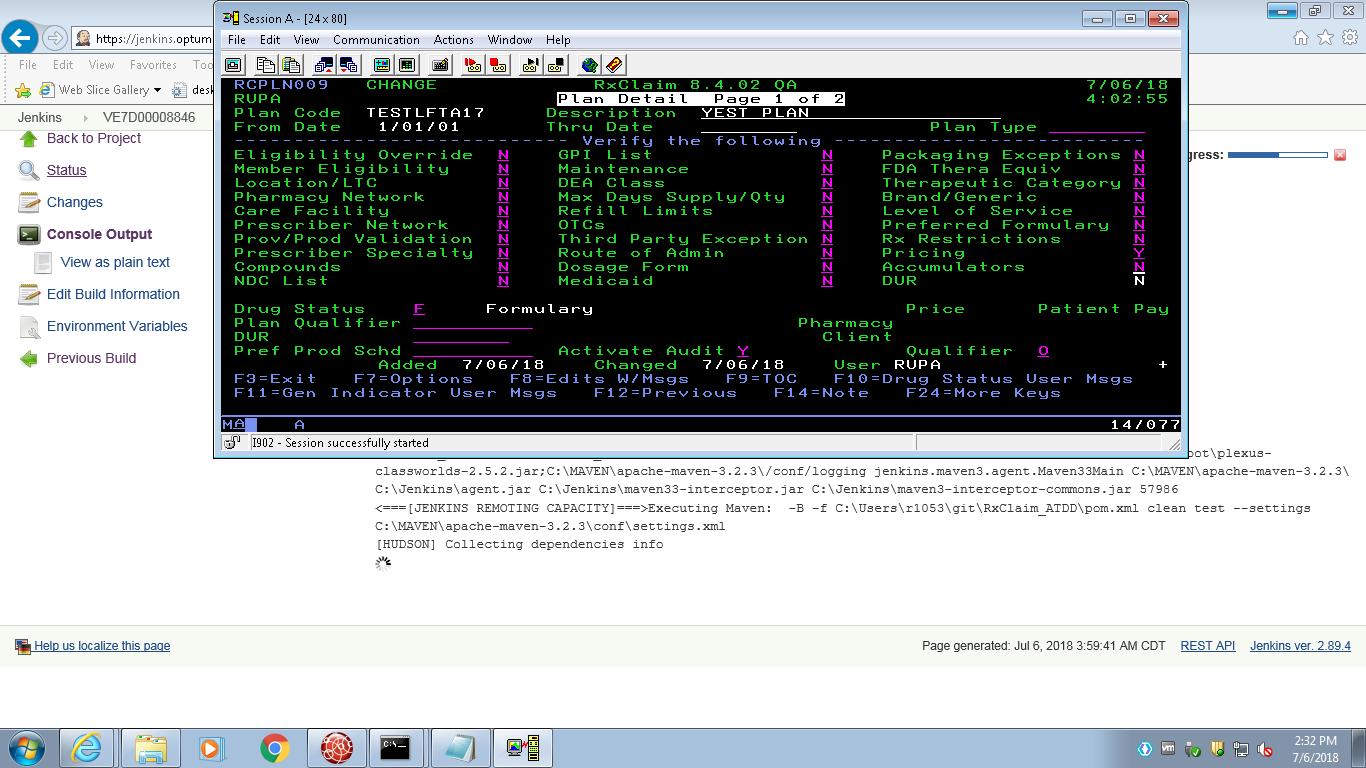 Session A - [24 x 80]
File Edit View Communication Actions Window Help
https://jenkins.optum
File Edit View Favorites Too
Web Slice Gallery desk
Jenkins VE7D00008846
Back to Project
Status
Changes
Console Output
View as plain text
Edit Build Information
Environment Variables
Previous Build
gress:
RCPLN009 CHANGE RxClaim 8.4.02 QA 7/06/18
RUPA Plan Detail Page 1 of 2 4:02:55
Plan Code TESTLFTA17 Description YEST PLAN
From Date 1/01/01 Thru Date Plan Type
Verify the following
Eligibility Override N GPI List N Packaging Exceptions N
Member Eligibility N Maintenance N FDA Thera Equiv N
Location/LTC N DEA Class N Therapeutic Category N
Pharmacy Network N Max Days Supply/Qty N Brand/Generic N
Care Facility N Refill Limits N Level of Service N
Prescriber Network N OTCs N Preferred Formulary N
Prov/Prod Validation N Third Party Exception N Rx Restrictions N
Prescriber Specialty N Route of Admin N Pricing Y
Compounds N Dosage Form N Accumulators N
NDC List N Medicaid N DUR N
Drug Status F Formulary Price Patient Pay
Plan Qualifier Pharmacy
DUR Client
Pref Prod Schd Activate Audit Y Qualifier O
Added 7/06/18 Changed 7/06/18 User RUPA +
F3=Exit F7=Options F8=Edits W/Msgs F9=TOC F10=Drug Status User Msgs
F11=Gen Indicator User Msgs F12=Previous F14=Note F24=More Keys
MA A 14/077
I902 - Session successfully started
oot\plexus-
classworlds-2.5.2.jar;C:\MAVEN\apache-maven-3.2.3\/conf/logging jenkins.maven3.agent.Maven33Main C:\MAVEN\apache-maven-3.2.3\
C:\Jenkins\agent.jar C:\Jenkins\maven33-interceptor.jar C:\Jenkins\maven3-interceptor-commons.jar 57986
<===[JENKINS REMOTING CAPACITY]===>Executing Maven: -B -f C:\Users\r1053\git\RxClaim_ATDD\pom.xml clean test --settings
C:\MAVEN\apache-maven-3.2.3\conf\settings.xml
[HUDSON] Collecting dependencies info
Help us localize this page Page generated: Jul 6, 2018 3:59:41 AM CDT REST API Jenkins ver. 2.89.4
2:32 PM
7/6/2018